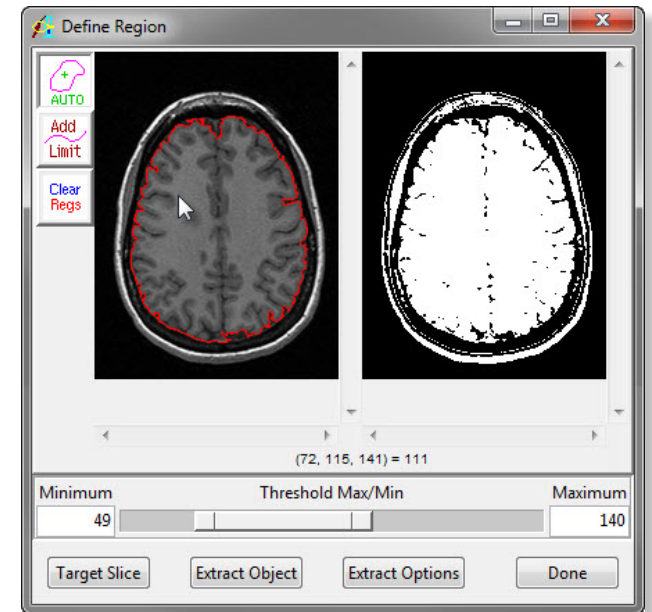 Define Region
AUTO
Add
Limit
Clear
Regs
(72, 115, 141) = 111
Minimum
Threshold Max/Min
Maximum
49
140
Target Slice
Extract Object
Extract Options
Done